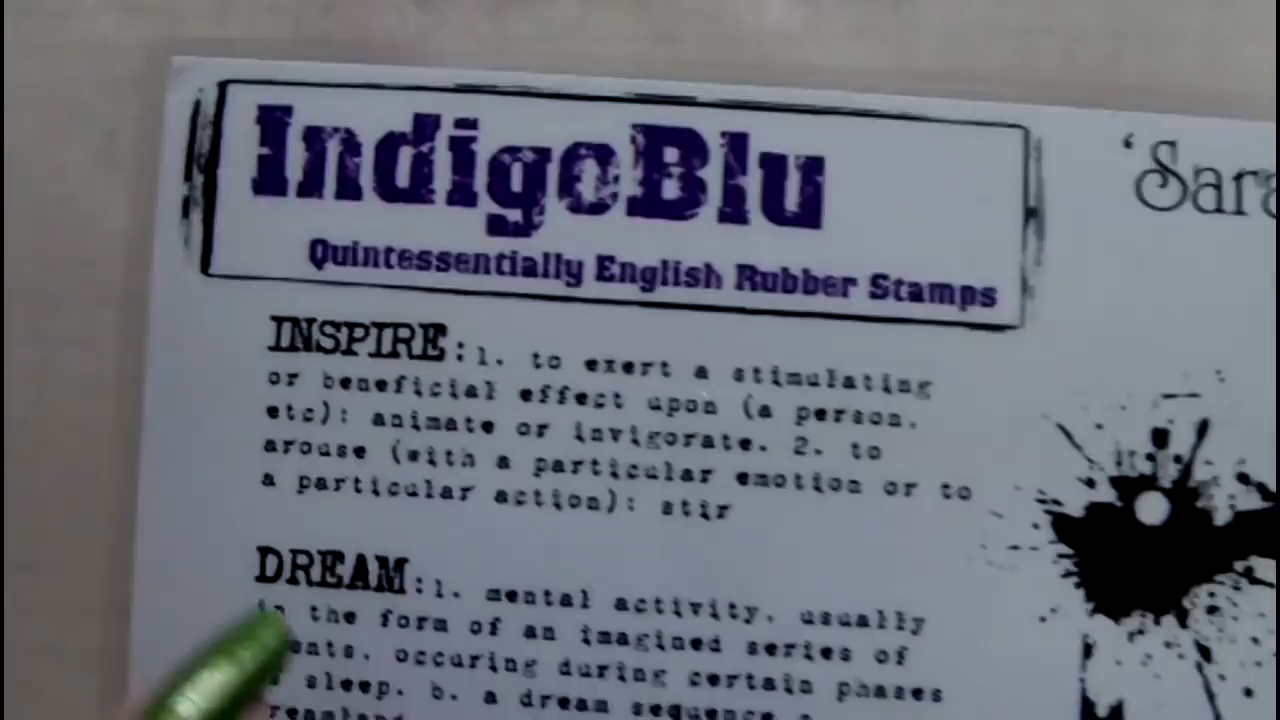 IndigoBlu
Quintessentially English Rubber Stamps
INSPIRE: 1. to exert a stimulating
or beneficial effect upon (a person,
etc): animate or invigorate. 2. to
arouse (with a particular emotion or to
a particular action): stir
DREAM: 1. mental activity, usually
in the form of an imagined series of
ents, occuring during certain phases
sleep. b. a dream sequence
'Sara